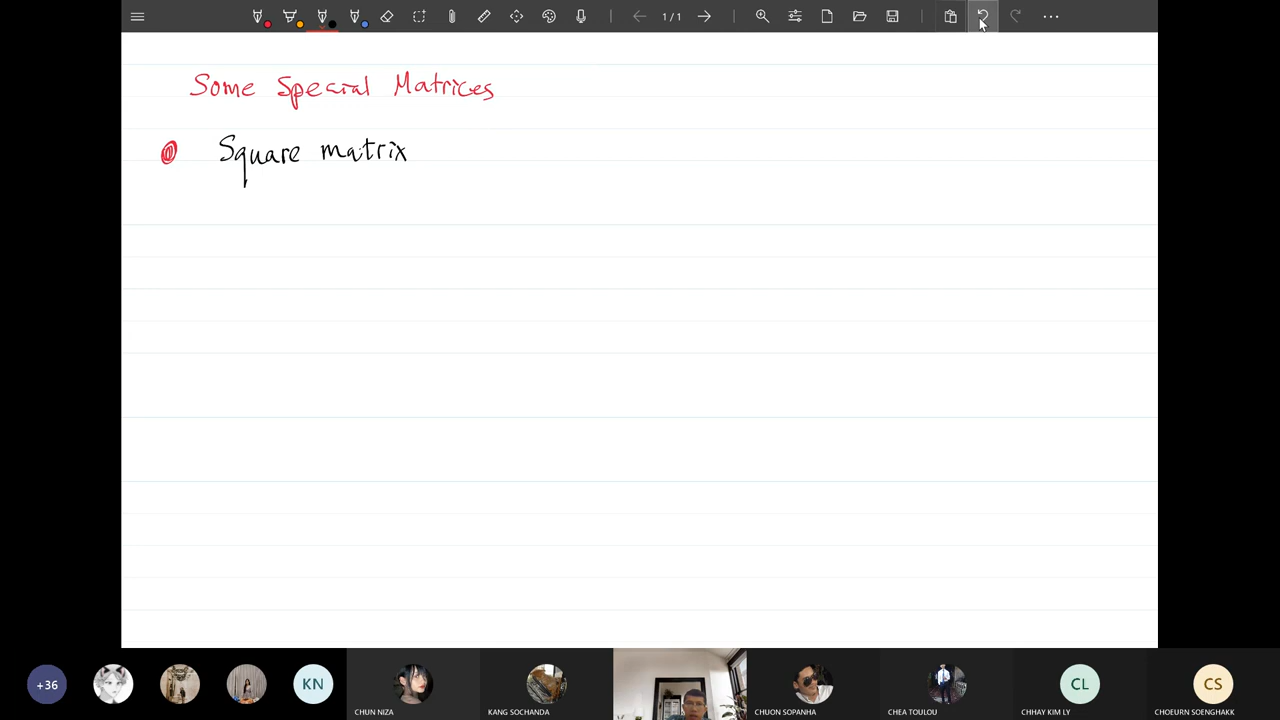 1 / 1
Some Special Matrices
Square matrix
+36
KN
CHUN NIZA
KANG SOCHANDA
CHUON SOPANHA
CHEA TOULOU
CL
CHHAY KIM LY
CS
CHOEURN SOENGHAKK